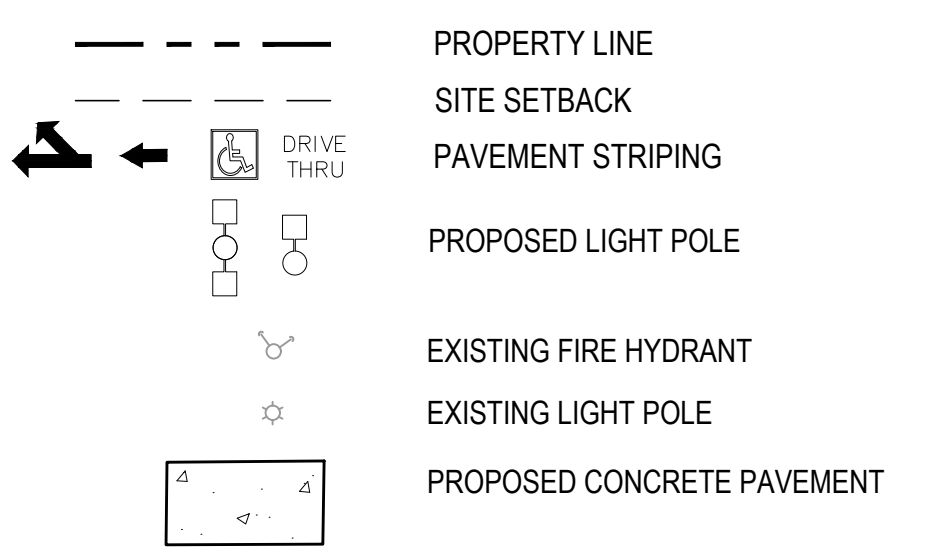 PROPERTY LINE
SITE SETBACK
DRIVE
THRU
PAVEMENT STRIPING
PROPOSED LIGHT POLE
EXISTING FIRE HYDRANT
EXISTING LIGHT POLE
PROPOSED CONCRETE PAVEMENT